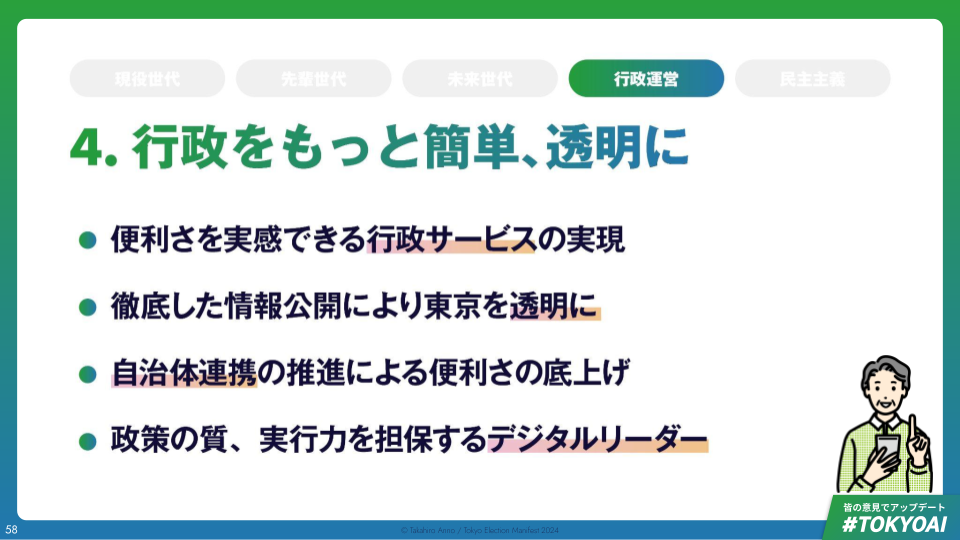 現役世代
先輩世代
未来世代
行政運営
民主主義
4. 行政をもっと簡単、透明に
便利さを実感できる行政サービスの実現
徹底した情報公開により東京を透明に
自治体連携の推進による便利さの底上げ
政策の質、実行力を担保するデジタルリーダー
皆の意見でアップデート
#TOKYOAI
58
© Takahiro Anno / Tokyo Election Manifest 2024